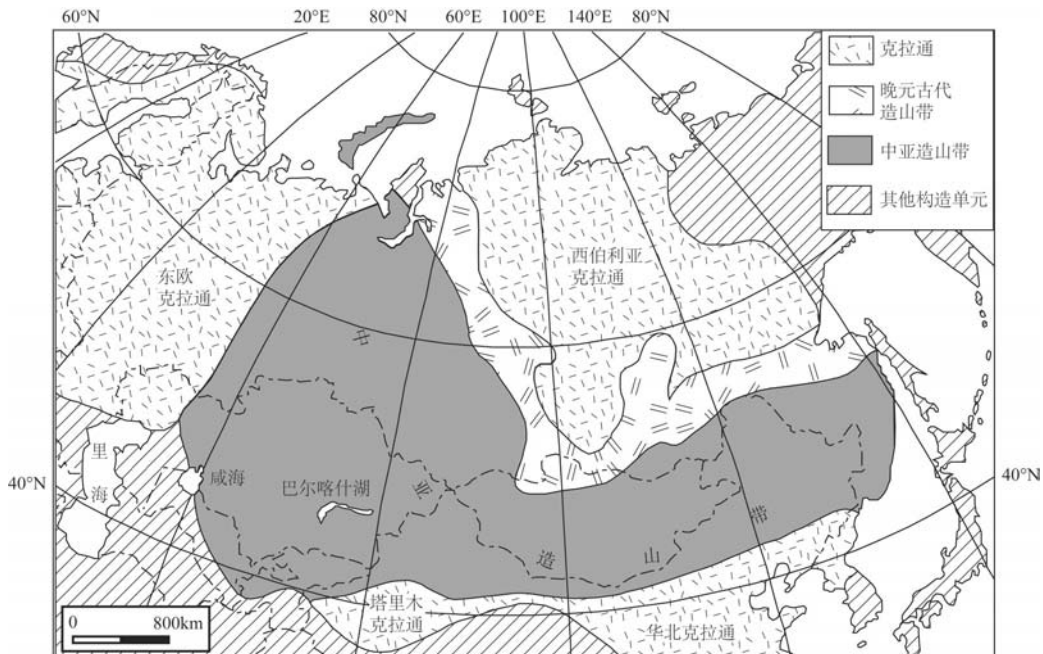 60°N
20°E
80°N
60°E
100°E
140°E
80°N
克拉通
晚元古代
造山带
中亚造山带
其他构造单元
西伯利亚
克拉通
东欧
克拉通
中
里
海
咸海
巴尔喀什湖
亚
造
山
带
40°N
40°N
塔里木
克拉通
华北克拉通
0
800km